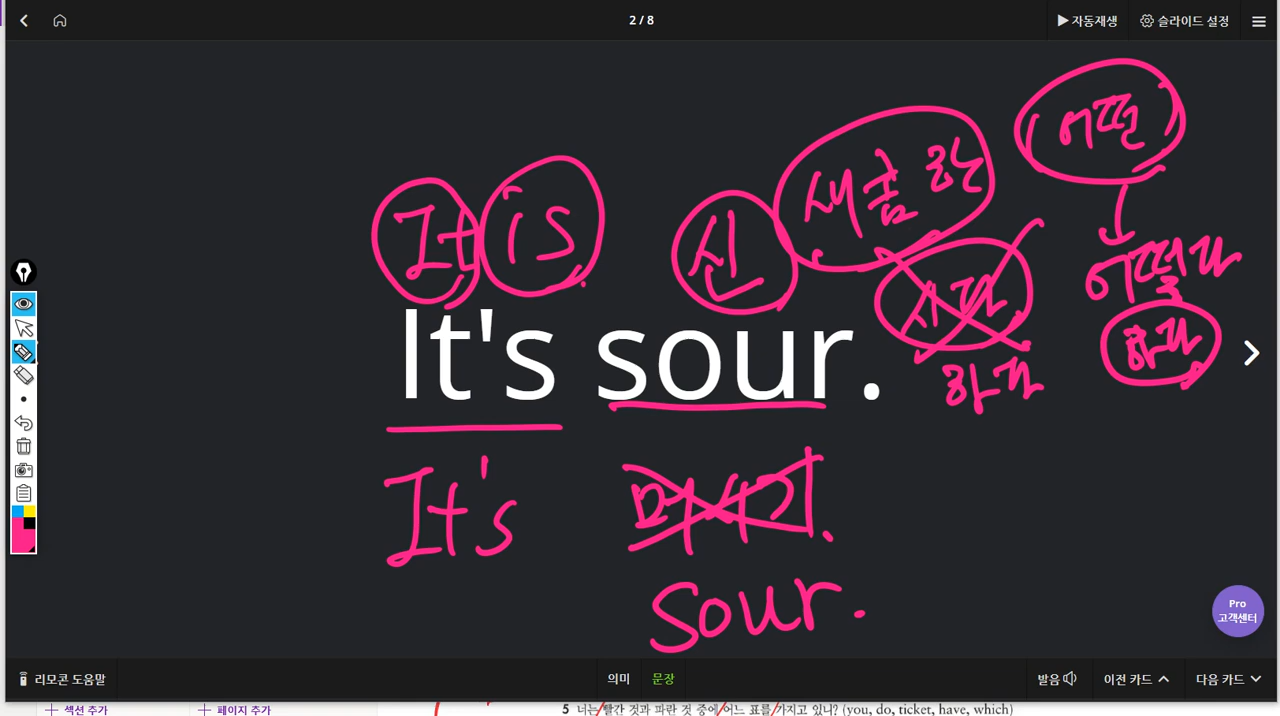 2 / 8
자동재생
슬라이드 설정
어떤
새콤한
It is
신
어떻다
시다
It's sour.
하다
It's
sour.
Pro
고객센터
리모콘 도움말
의미
문장
발음
이전 카드
다음 카드
섹션 추가
페이지 추가
5 너는 빨간 것과 파란 것 중에 어느 표를 가지고 있니? (you, do, ticket, have, which)